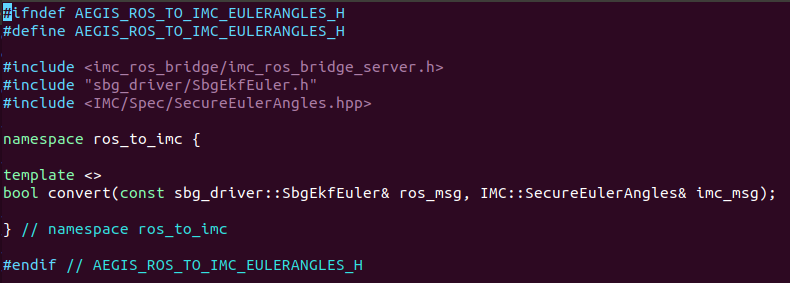 #ifndef AEGIS_ROS_TO_IMC_EULERANGLES_H
#define AEGIS_ROS_TO_IMC_EULERANGLES_H
#include <imc_ros_bridge/imc_ros_bridge_server.h>
#include "sbg_driver/SbgEkfEuler.h"
#include <IMC/Spec/SecureEulerAngles.hpp>
namespace ros_to_imc {
template <>
bool convert(const sbg_driver::SbgEkfEuler& ros_msg, IMC::SecureEulerAngles& imc_msg);
} // namespace ros_to_imc
#endif // AEGIS_ROS_TO_IMC_EULERANGLES_H